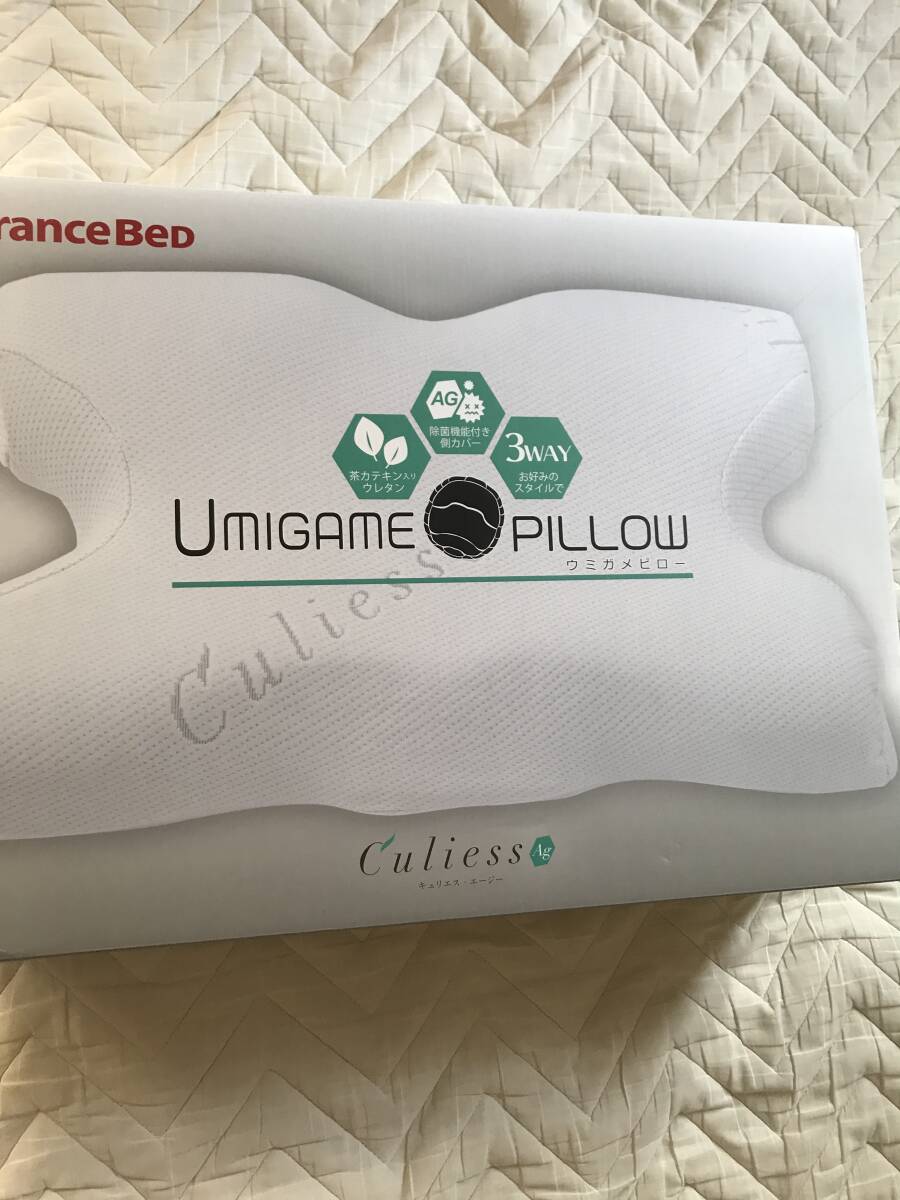 ranceBed
AG
除菌機能付き
側カバー
茶カテキン入り
ウレタン
3WAY
お好みの
スタイルで
UMIGAME PILLOW
ウミガメピロー
Culiess
Culiess Ag
キュリエス・エージー